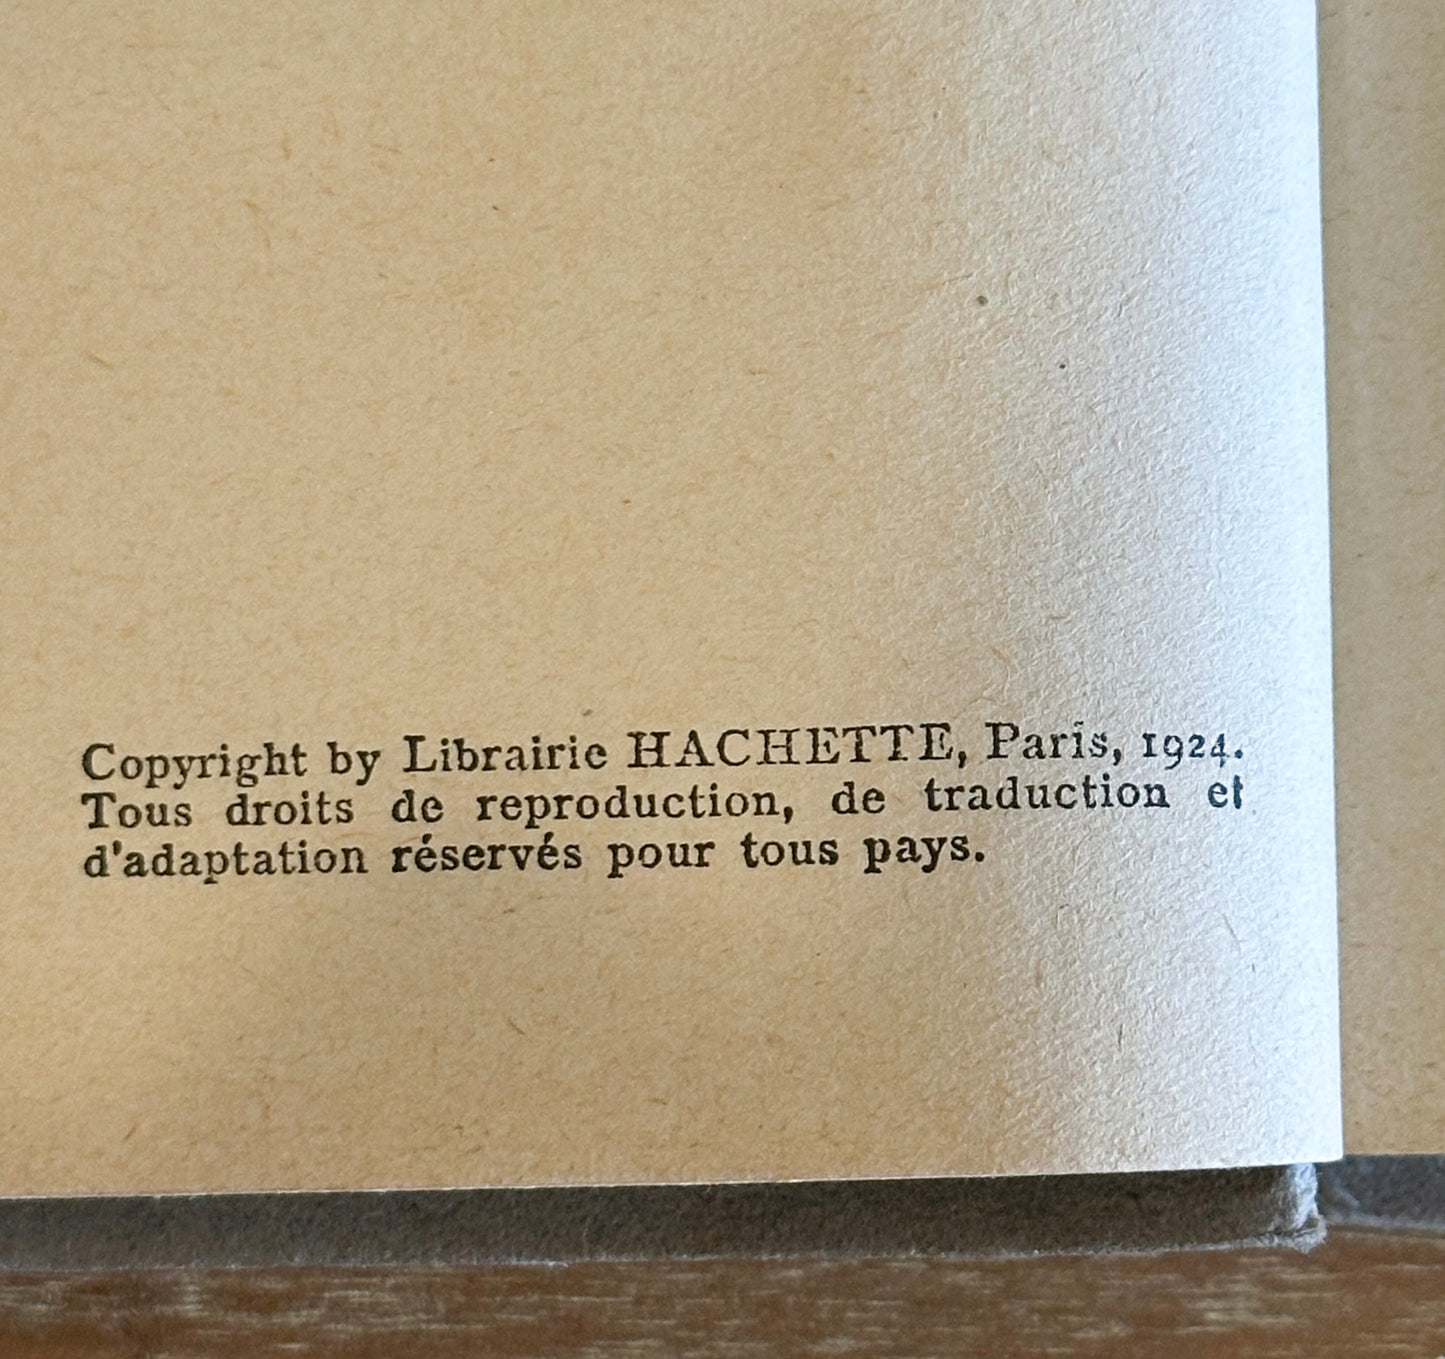 Copyright by Librairie HACHETTE, Paris, 1924.
Tous droits de reproduction, de traduction et
d'adaptation réservés pour tous pays.